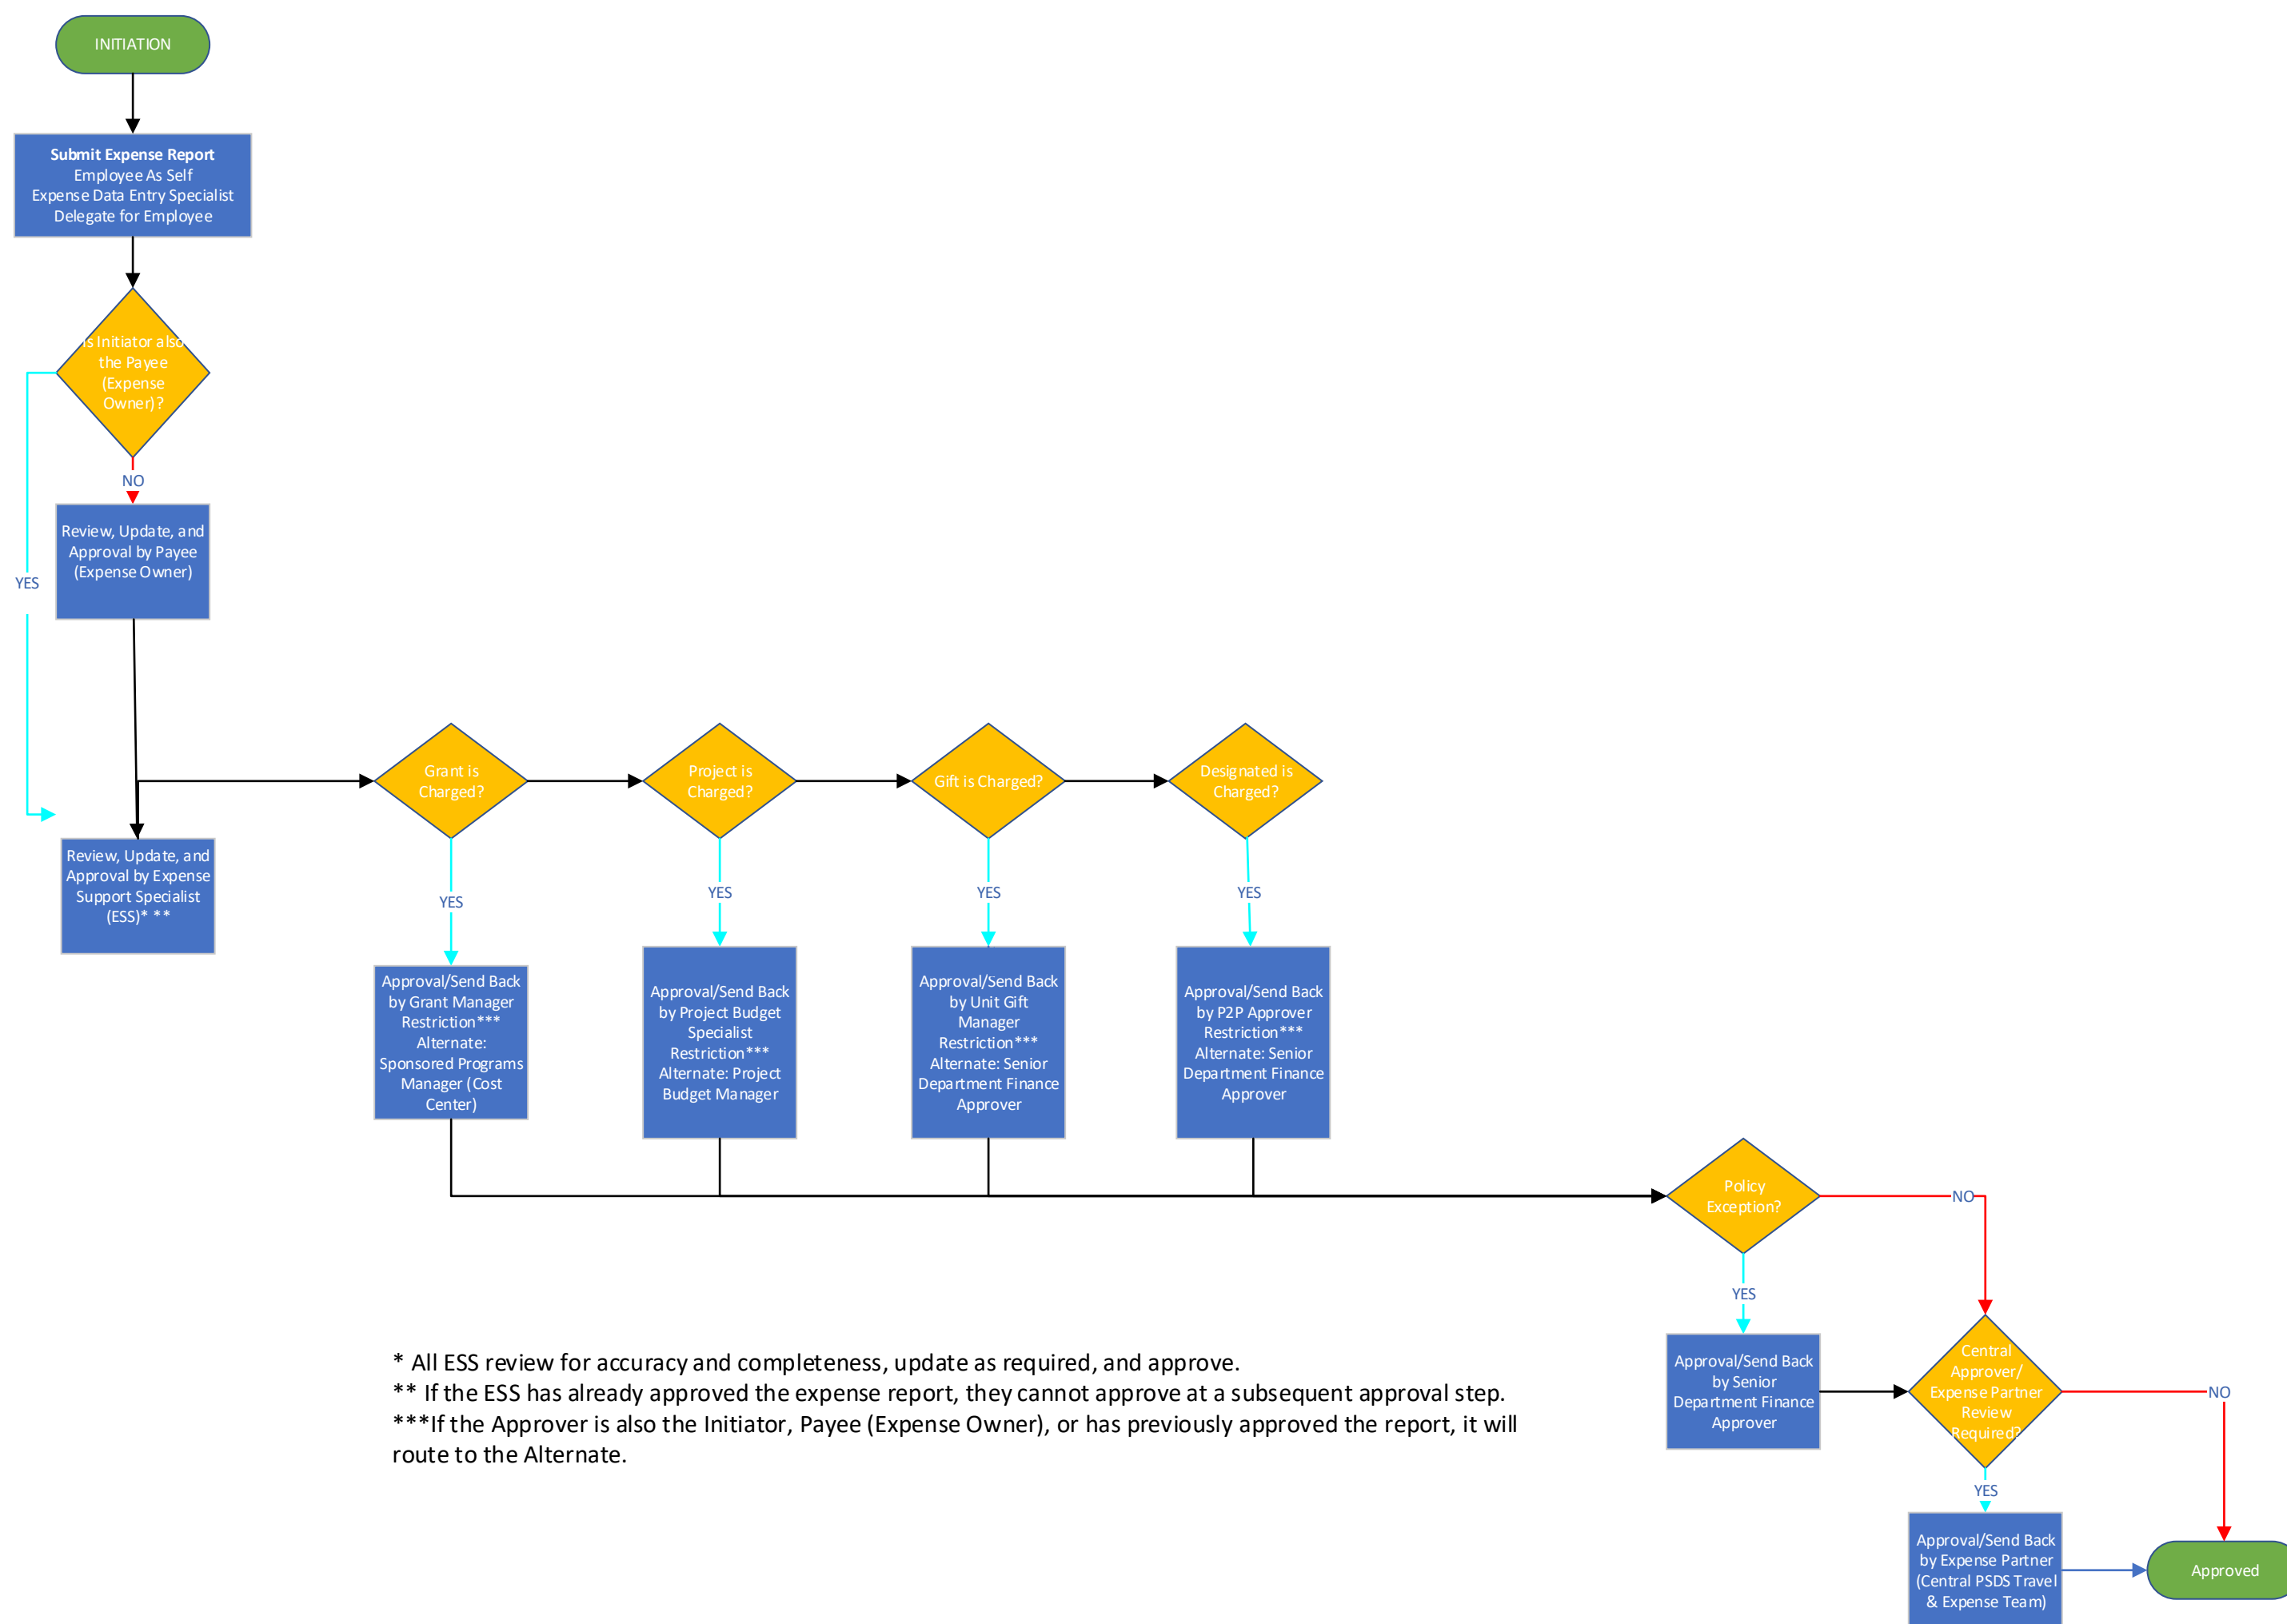 INITIATION
Submit Expense Report
Employee As Self
Expense Data Entry Specialist
Delegate for Employee
Is Initiator also
the Payee
(Expense
Owner)?
NO
YES
Review, Update, and
Approval by Payee
(Expense Owner)
Review, Update, and
Approval by Expense
Support Specialist
(ESS)* **
Grant is
Charged?
Project is
Charged?
Gift is Charged?
Designated is
Charged?
YES
YES
YES
YES
Approval/Send Back
by Grant Manager
Restriction***
Alternate:
Sponsored Programs
Manager (Cost
Center)
Approval/Send Back
by Project Budget
Specialist
Restriction***
Alternate: Project
Budget Manager
Approval/Send Back
by Unit Gift
Manager
Restriction***
Alternate: Senior
Department Finance
Approver
Approval/Send Back
by P2P Approver
Restriction***
Alternate: Senior
Department Finance
Approver
Policy
Exception?
NO
YES
Approval/Send Back
by Senior
Department Finance
Approver
Central
Approver/
Expense Partner
Review
Required?
NO
YES
Approval/Send Back
by Expense Partner
(Central PSDS Travel
& Expense Team)
Approved
* All ESS review for accuracy and completeness, update as required, and approve.
** If the ESS has already approved the expense report, they cannot approve at a subsequent approval step.
***If the Approver is also the Initiator, Payee (Expense Owner), or has previously approved the report, it will
route to the Alternate.